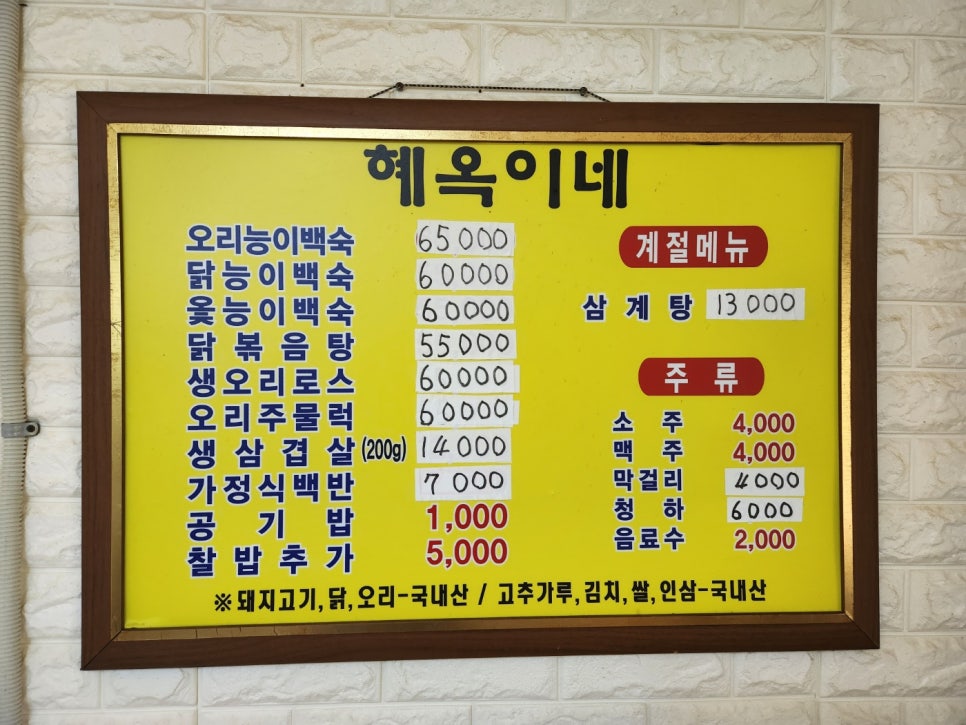 혜옥이네
오리능이백숙 65000
닭능이백숙 60000
옻능이백숙 60000
닭볶음탕 55000
생오리로스 60000
오리주물럭 60000
생삼겹살(200g) 14000
가정식백반 7000
공기밥 1,000
찰밥추가 5,000
계절메뉴
삼계탕 13000
주류
소주 4,000
맥주 4,000
막걸리 4000
청하 6000
음료수 2,000
※돼지고기,닭,오리-국내산 / 고추가루,김치,쌀,인삼-국내산